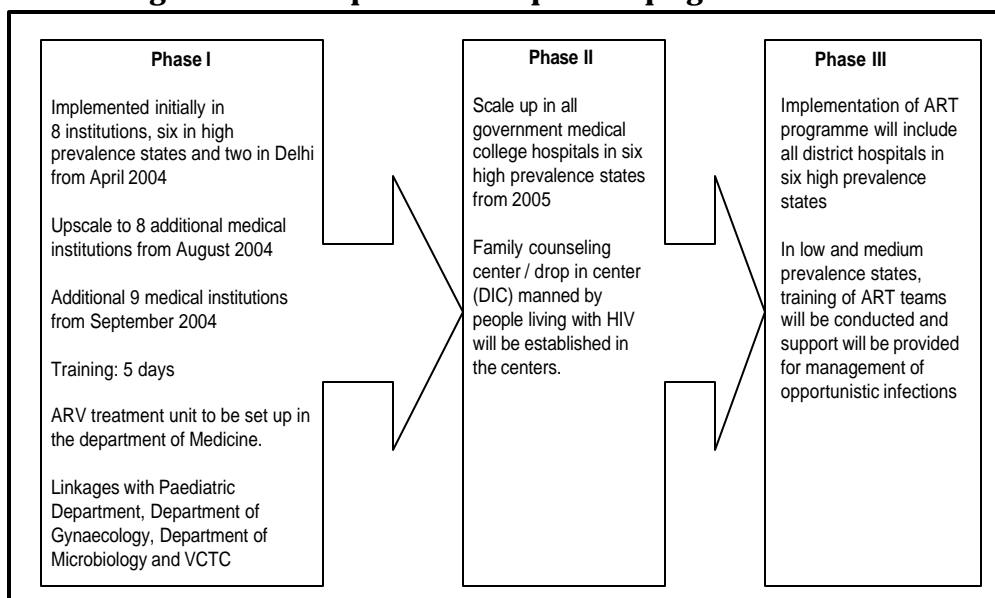 Phase I
Implemented initially in
8 institutions, six in high
prevalence states and two in Delhi
from April 2004
Upscale to 8 additional medical
institutions from August 2004
Additional 9 medical institutions
from September 2004
Training: 5 days
ARV treatment unit to be set up in
the department of Medicine.
Linkages with Paediatric
Department, Department of
Gynaecology, Department of
Microbiology and VCTC
Phase II
Scale up in all
government medical
college hospitals in six
high prevalence states
from 2005
Family counseling
center / drop in center
(DIC) manned by
people living with HIV
will be established in
the centers.
Phase III
Implementation of ART
programme will include
all district hospitals in
six high prevalence
states
In low and medium
prevalence states,
training of ART teams
will be conducted and
support will be provided
for management of
opportunistic infections